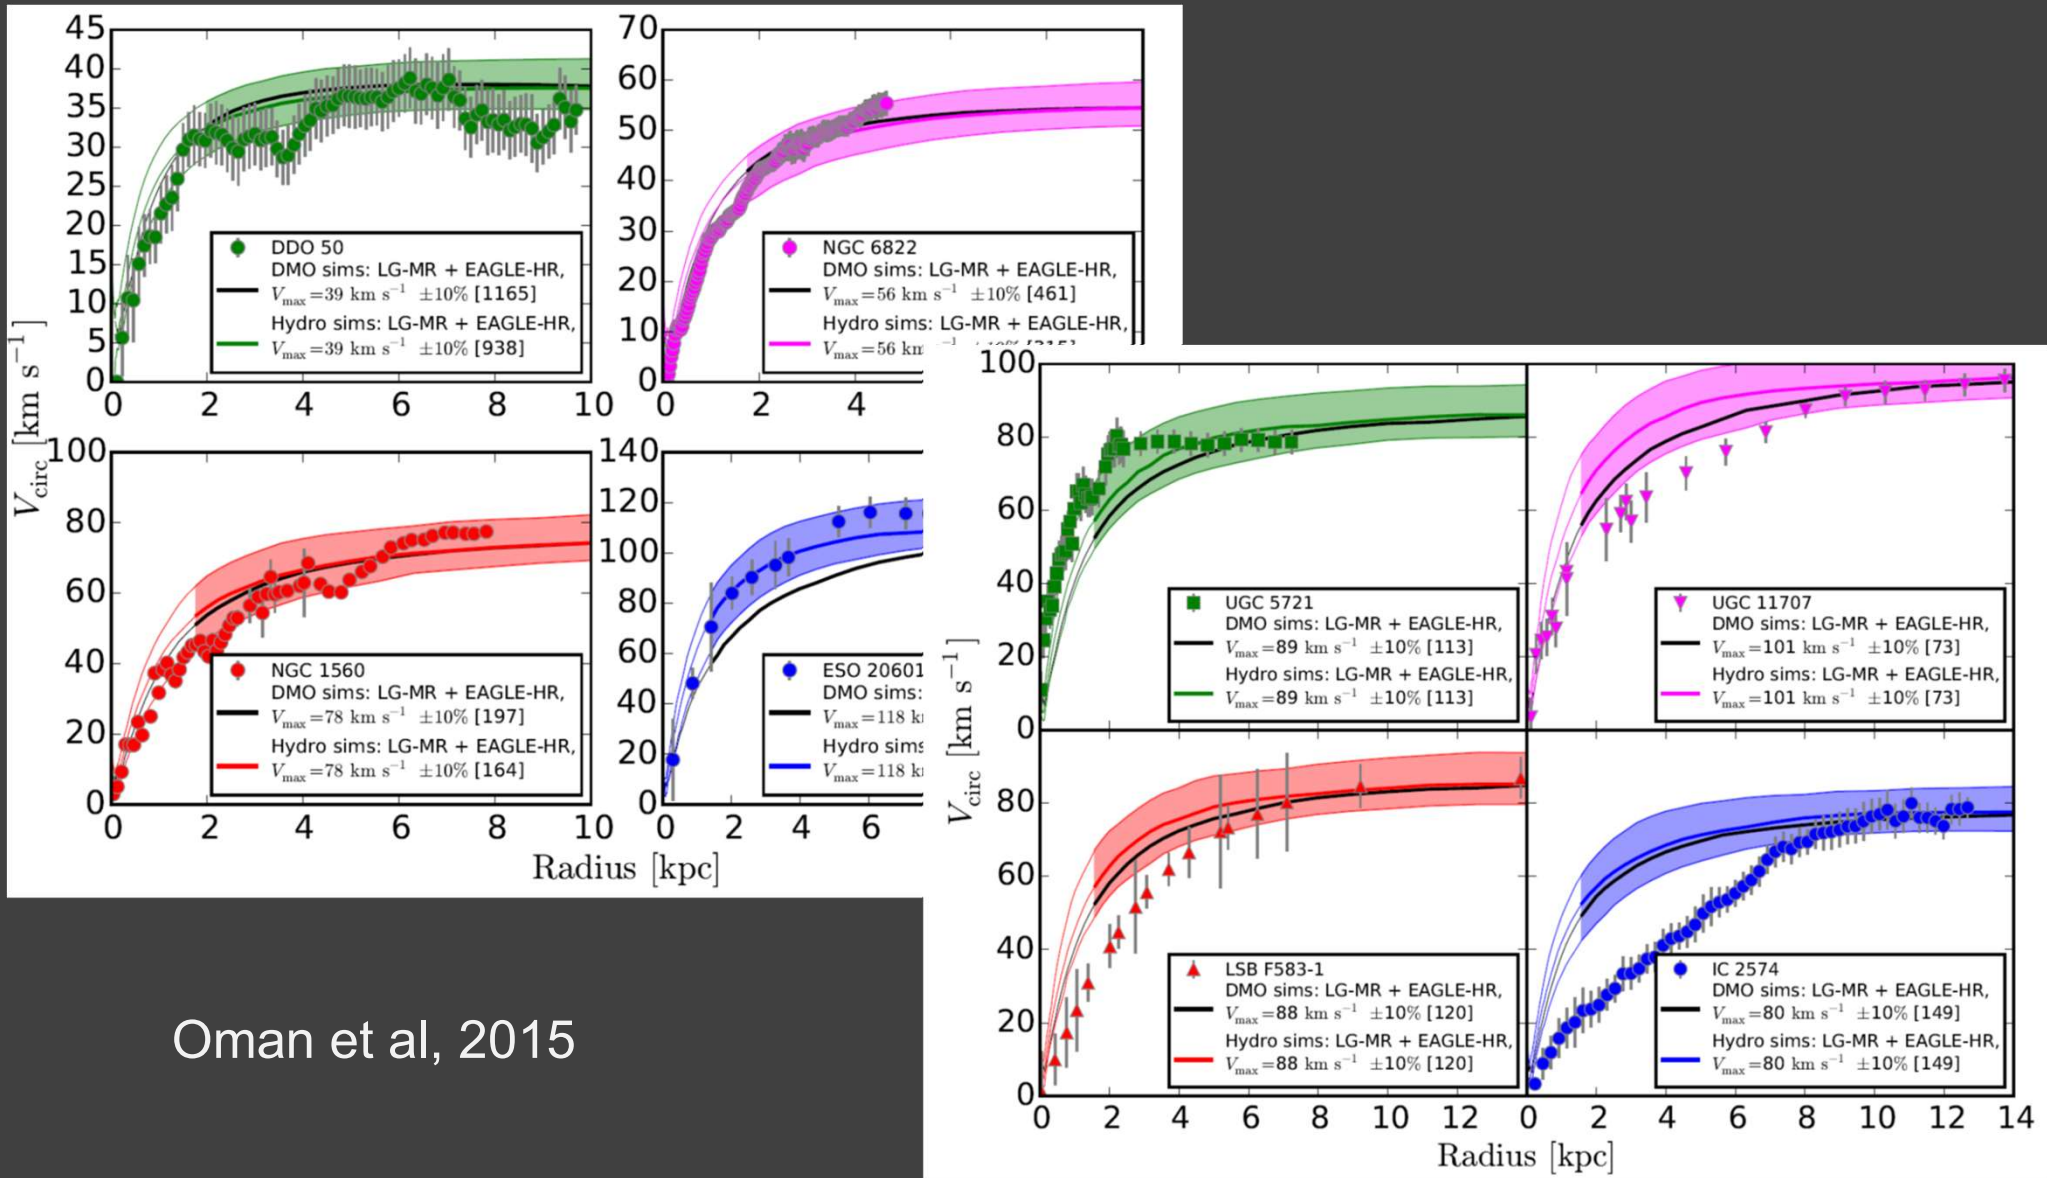 45
40
35
30
25
20
15
10
5
0
0 2 4 6 8 10
DDO 50
DMO sims: LG-MR + EAGLE-HR,
Vmax=39 km s−1 ±10% [1165]
Hydro sims: LG-MR + EAGLE-HR,
Vmax=39 km s−1 ±10% [938]
70
60
50
40
30
20
10
0
0 2 4
NGC 6822
DMO sims: LG-MR + EAGLE-HR,
Vmax=56 km s−1 ±10% [461]
Hydro sims: LG-MR + EAGLE-HR,
Vmax=56 km
Vcirc [km s−1]
100
80
60
40
20
0
0 2 4 6 8 10
NGC 1560
DMO sims: LG-MR + EAGLE-HR,
Vmax=78 km s−1 ±10% [197]
Hydro sims: LG-MR + EAGLE-HR,
Vmax=78 km s−1 ±10% [164]
140
120
100
80
60
40
20
0
0 2 4 6
ESO 20601
DMO sims:
Vmax=118 k
Hydro sims
Vmax=118 k
Radius [kpc]
100
80
60
40
20
0
UGC 5721
DMO sims: LG-MR + EAGLE-HR,
Vmax=89 km s−1 ±10% [113]
Hydro sims: LG-MR + EAGLE-HR,
Vmax=89 km s−1 ±10% [113]
UGC 11707
DMO sims: LG-MR + EAGLE-HR,
Vmax=101 km s−1 ±10% [73]
Hydro sims: LG-MR + EAGLE-HR,
Vmax=101 km s−1 ±10% [73]
Vcirc [km s−1]
80
60
40
20
0
0 2 4 6 8 10 12
LSB F583-1
DMO sims: LG-MR + EAGLE-HR,
Vmax=88 km s−1 ±10% [120]
Hydro sims: LG-MR + EAGLE-HR,
Vmax=88 km s−1 ±10% [120]
0 2 4 6 8 10 12 14
IC 2574
DMO sims: LG-MR + EAGLE-HR,
Vmax=80 km s−1 ±10% [149]
Hydro sims: LG-MR + EAGLE-HR,
Vmax=80 km s−1 ±10% [149]
Radius [kpc]
Oman et al, 2015